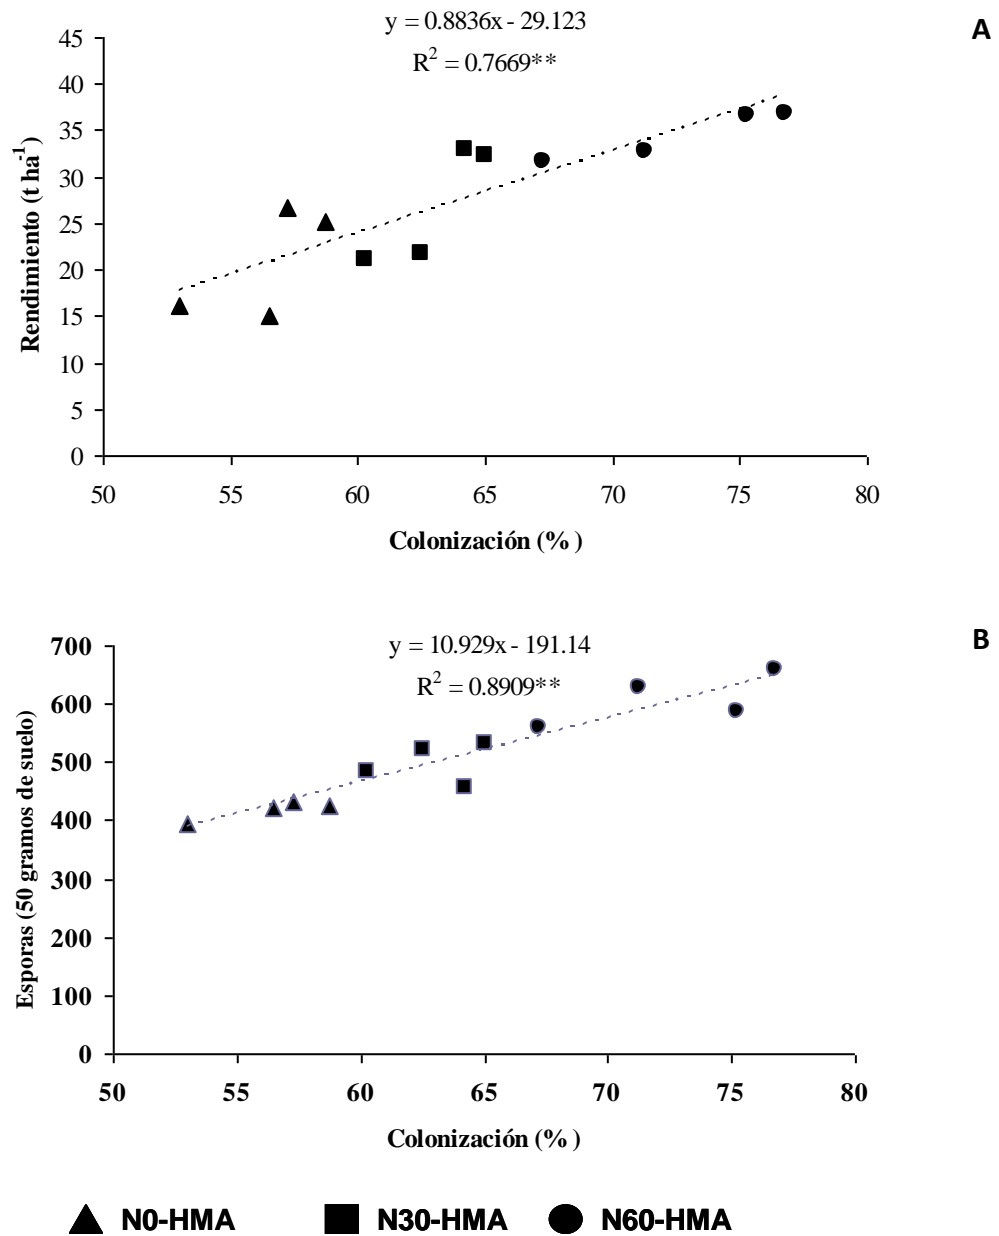 y = 0.8836x - 29.123
A
R² = 0.7669**
45
40
35
30
25
20
15
10
5
0
Rendimiento (t ha⁻¹)
50 55 60 65 70 75 80
Colonización (% )
y = 10.929x - 191.14
B
R² = 0.8909**
700
600
500
400
300
200
100
0
Esporas (50 gramos de suelo)
50 55 60 65 70 75 80
Colonización (% )
N0-HMA N30-HMA N60-HMA